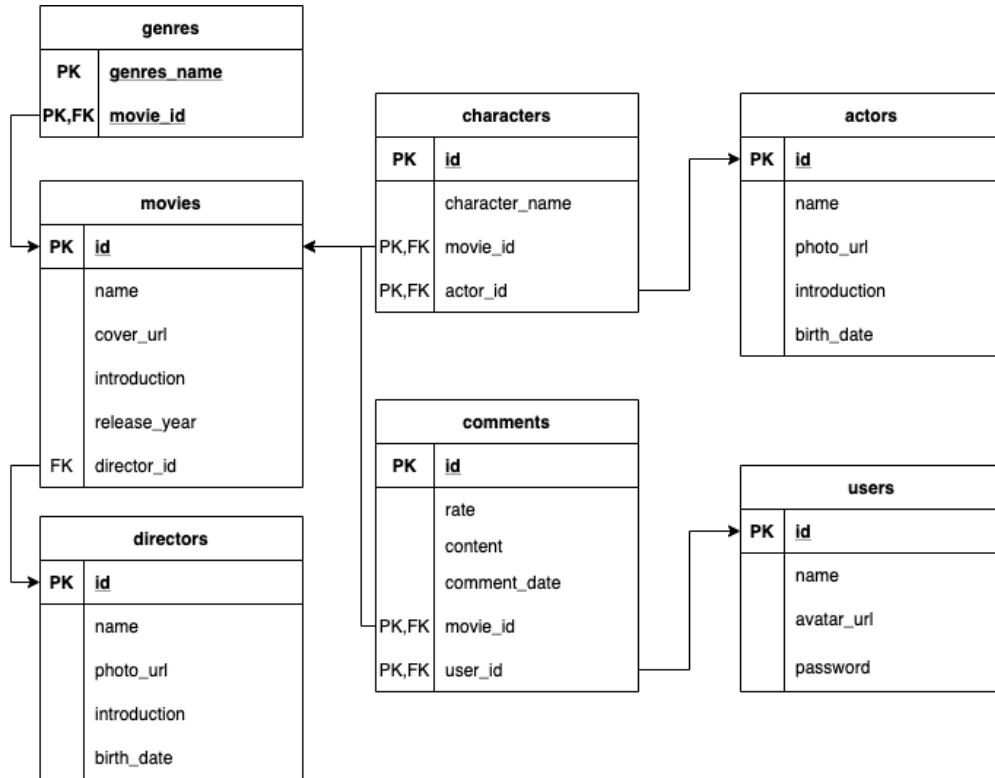 genres
PK genres_name
PK,FK movie_id
movies
PK id
name
cover_url
introduction
release_year
FK director_id
directors
PK id
name
photo_url
introduction
birth_date
characters
PK id
character_name
PK,FK movie_id
PK,FK actor_id
comments
PK id
rate
content
comment_date
PK,FK movie_id
PK,FK user_id
actors
PK id
name
photo_url
introduction
birth_date
users
PK id
name
avatar_url
password